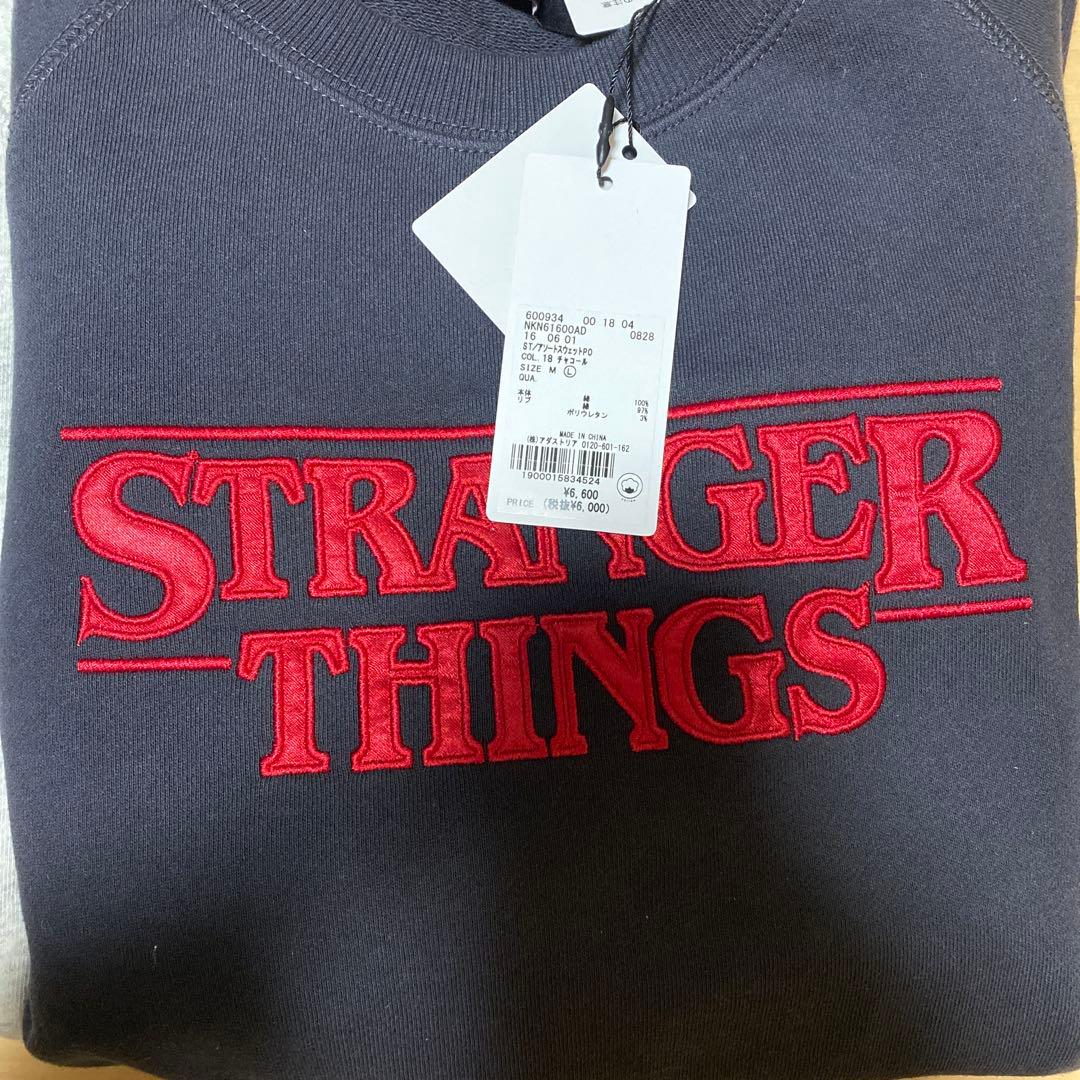 の注意
600934 00 18 04
NKN61600AD 0828
16 06 01
ST/アソートスウェットPO
COL.18 チャコール
SIZE M Ⓛ
QUA.
本体 綿 100%
リブ 綿 97%
ポリウレタン 3%
MADE IN CHINA
(株)アダストリア 0120-601-162
1900015834524
¥6,600
PRICE (税抜¥6,000)
STRANGER
THINGS